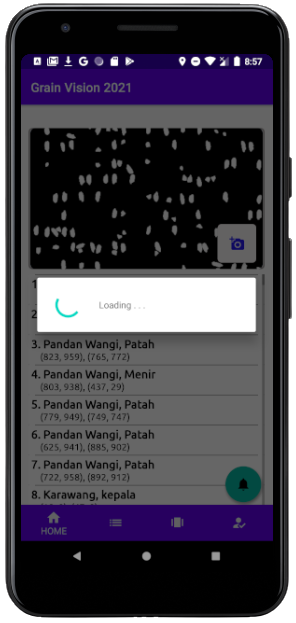 8:57
Grain Vision 2021
1
2
Loading . . .
3. Pandan Wangi, Patah
(823, 959), (765, 772)
4. Pandan Wangi, Menir
(803, 938), (437, 29)
5. Pandan Wangi, Patah
(779, 949), (749, 747)
6. Pandan Wangi, Patah
(625, 941), (885, 902)
7. Pandan Wangi, Patah
(722, 958), (892, 912)
8. Karawang, kepala
HOME